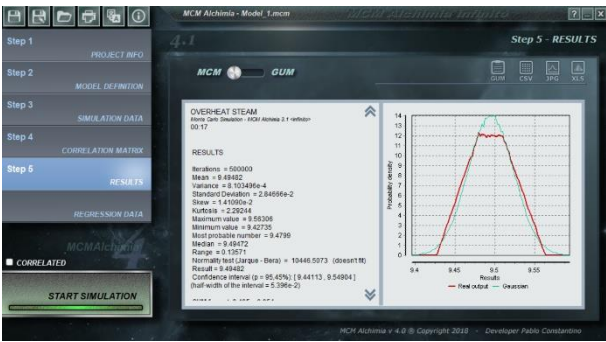 MCM Alchimia - Model_1.mcm
MCM Alchimia Infinito
? - X
Step 1
PROJECT INFO
Step 2
MODEL DEFINITION
Step 3
SIMULATION DATA
Step 4
CORRELATION MATRIX
Step 5
RESULTS
REGRESSION DATA
MCMAlchimia
CORRELATED
START SIMULATION
4.1
Step 5 - RESULTS
MCM GUM
GUM CSV JPG XLS
OVERHEAT STEAM
Monte Carlo Simulation - MCM Alchimia 3.1 <infinito>
00:17
RESULTS
Iterations = 500000
Mean = 9.49482
Variance = 8.103496e-4
Standard Deviation = 2.84666e-2
Skew = 1.41090e-2
Kurtosis = 2.29244
Maximum value = 9.56306
Minimum value = 9.42735
Most probable number = 9.4799
Median = 9.49472
Range = 0.13571
Normality test (Jarque - Bera) = 10446.5073 (doesnt fit)
Result = 9.49482
Confidence interval (p = 95,45%): [ 9.44113 , 9.54904 ]
(half-width of the interval = 5.396e-2)
Probability density
14
13
12
11
10
9
8
7
6
5
4
3
2
1
0
9.4 9.45 9.5 9.55
Results
Real output Gaussian
MCM Alchimia v 4.0 © Copyright 2018 - Developer Pablo Constantino